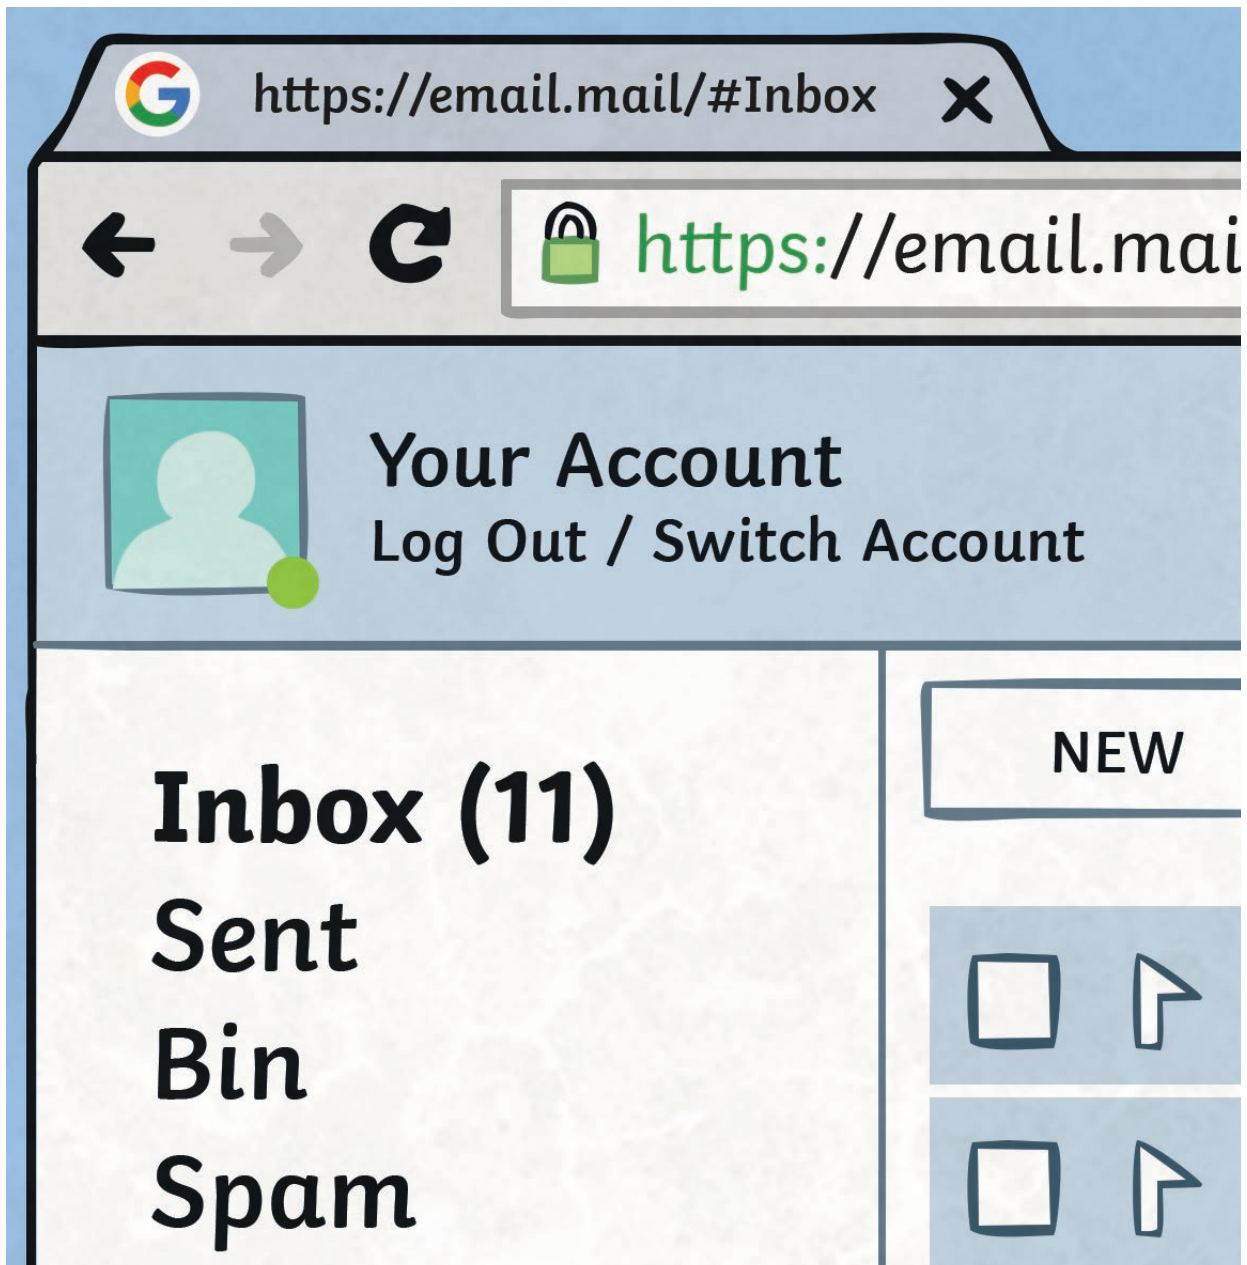 https://email.mail/#Inbox
https://email.mai
Your Account
Log Out / Switch Account
NEW
Inbox (11)
Sent
Bin
Spam